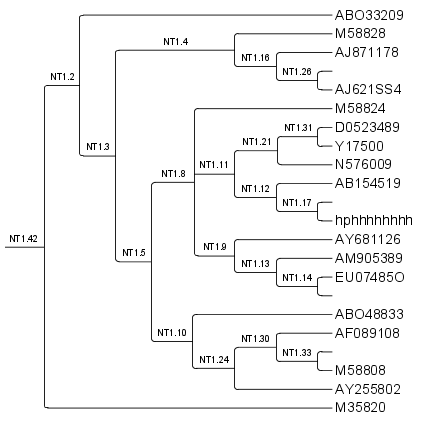 ABO33209
M58828
NT1.4
AJ871178
NT1.16
NT1.26
NT1.2
AJ621SS4
M58824
D0523489
NT1.31
Y17500
NT1.21
NT1.3
N576009
NT1.11
NT1.8
AB154519
NT1.12
NT1.17
hphhhhhhhh
AY681126
NT1.42
NT1.9
AM905389
NT1.5
NT1.13
EU07485O
NT1.14
ABO48833
AF089108
NT1.10
NT1.30
NT1.33
M58808
NT1.24
AY255802
M35820